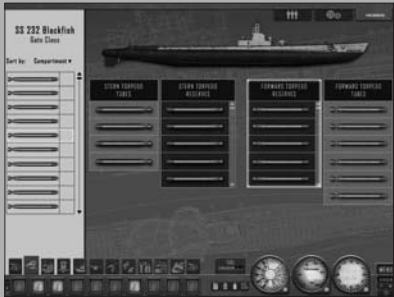 SS 232 Blackfish
Gato Class
Sort by: Compartment ▾
STERN TORPEDO
TUBES
STERN TORPEDO
RESERVES
FORWARD TORPEDO
RESERVES
FORWARD TORPEDO
TUBES
MENU